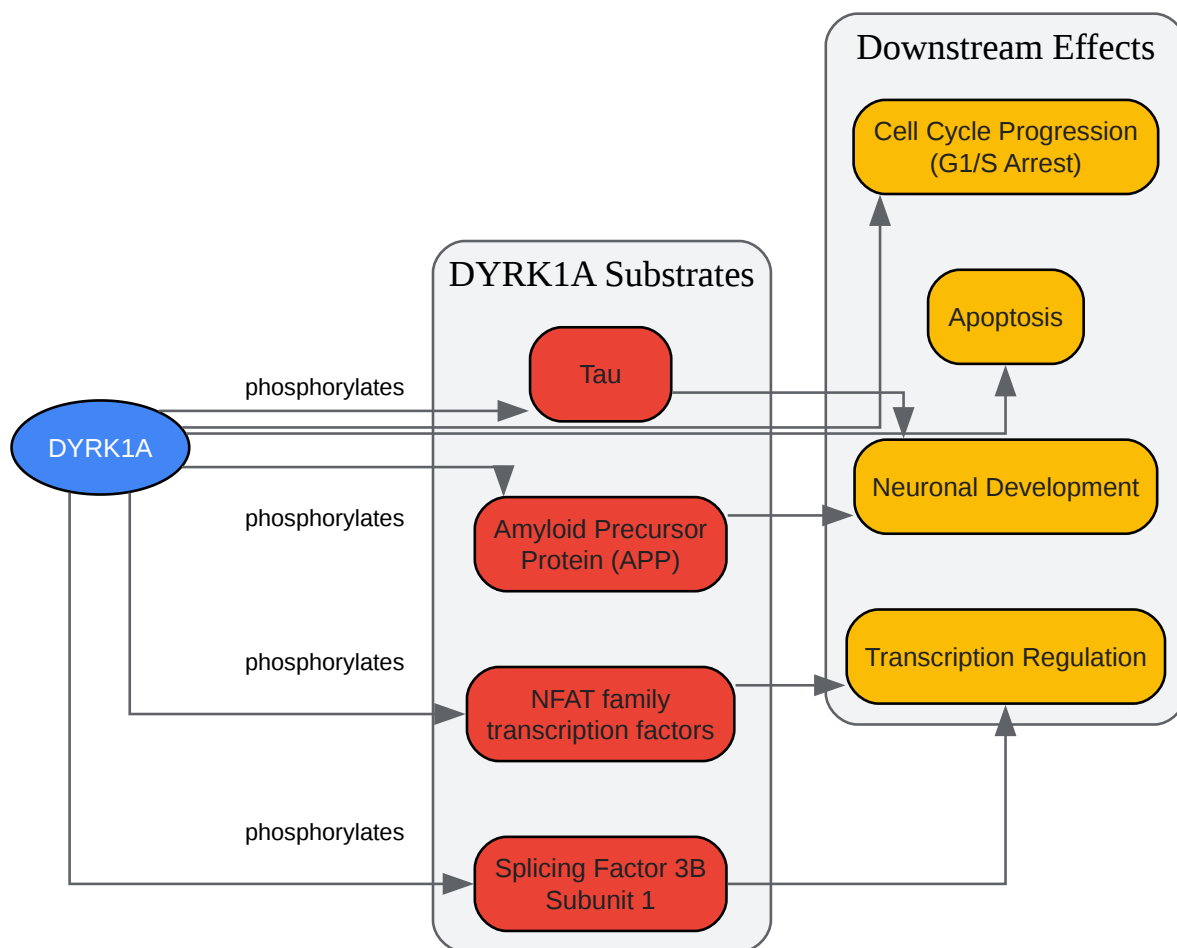 Downstream Effects
Cell Cycle Progression
(G1/S Arrest)
DYRK1A Substrates
Apoptosis
Tau
phosphorylates
DYRK1A
Neuronal Development
phosphorylates
Amyloid Precursor
Protein (APP)
Transcription Regulation
phosphorylates
NFAT family
transcription factors
phosphorylates
Splicing Factor 3B
Subunit 1